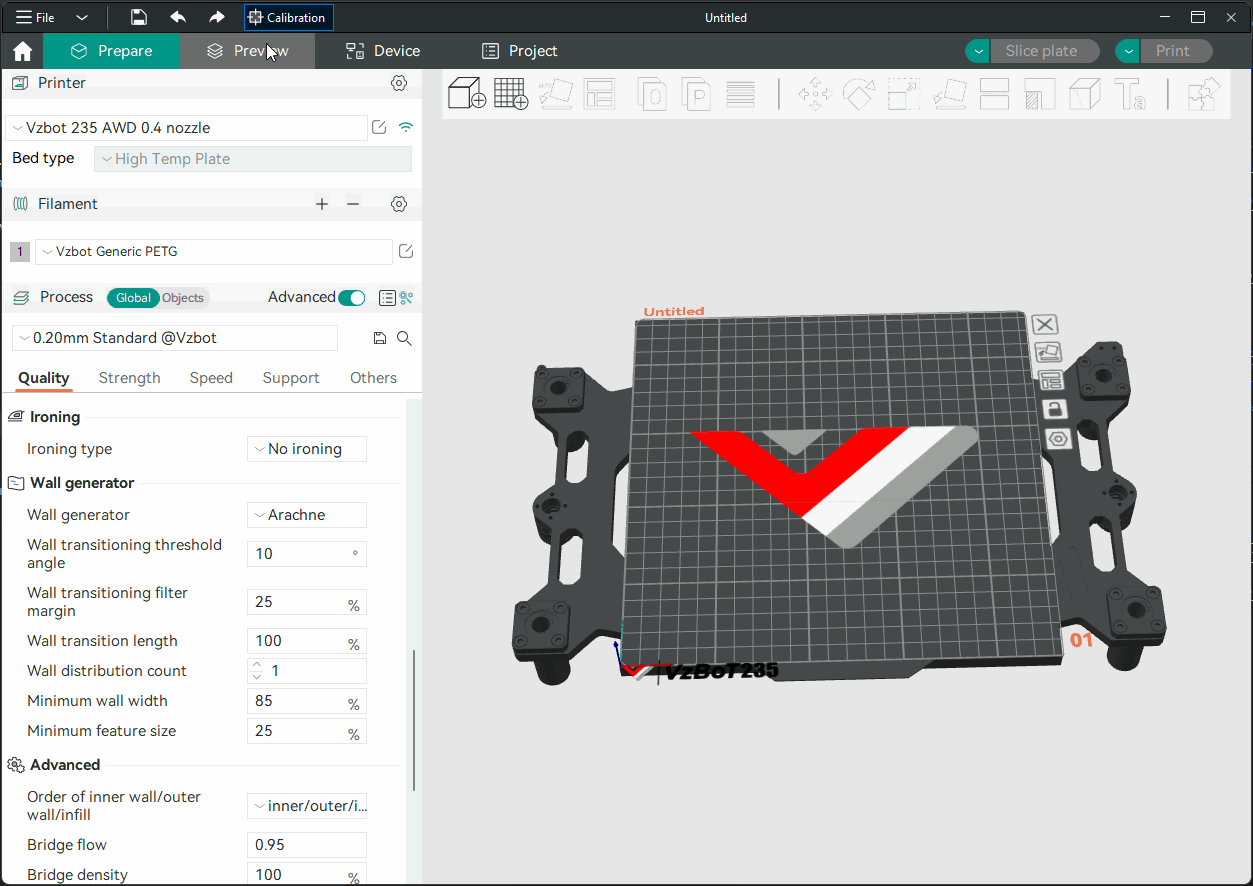 File
Calibration
Untitled
Prepare
Preview
Device
Project
Slice plate
Print
Printer
Vzbot 235 AWD 0.4 nozzle
Bed type
High Temp Plate
Filament
1
Vzbot Generic PETG
Process
Global
Objects
Advanced
0.20mm Standard @Vzbot
Quality
Strength
Speed
Support
Others
Ironing
Ironing type
No ironing
Wall generator
Wall generator
Arachne
Wall transitioning threshold
angle
10 °
Wall transitioning filter
margin
25 %
Wall transition length
100 %
Wall distribution count
1
Minimum wall width
85 %
Minimum feature size
25 %
Advanced
Order of inner wall/outer
wall/infill
inner/outer/i...
Bridge flow
0.95
Bridge density
100 %
AUTO
O
P
Ta
Untitled
01
VzBoT235